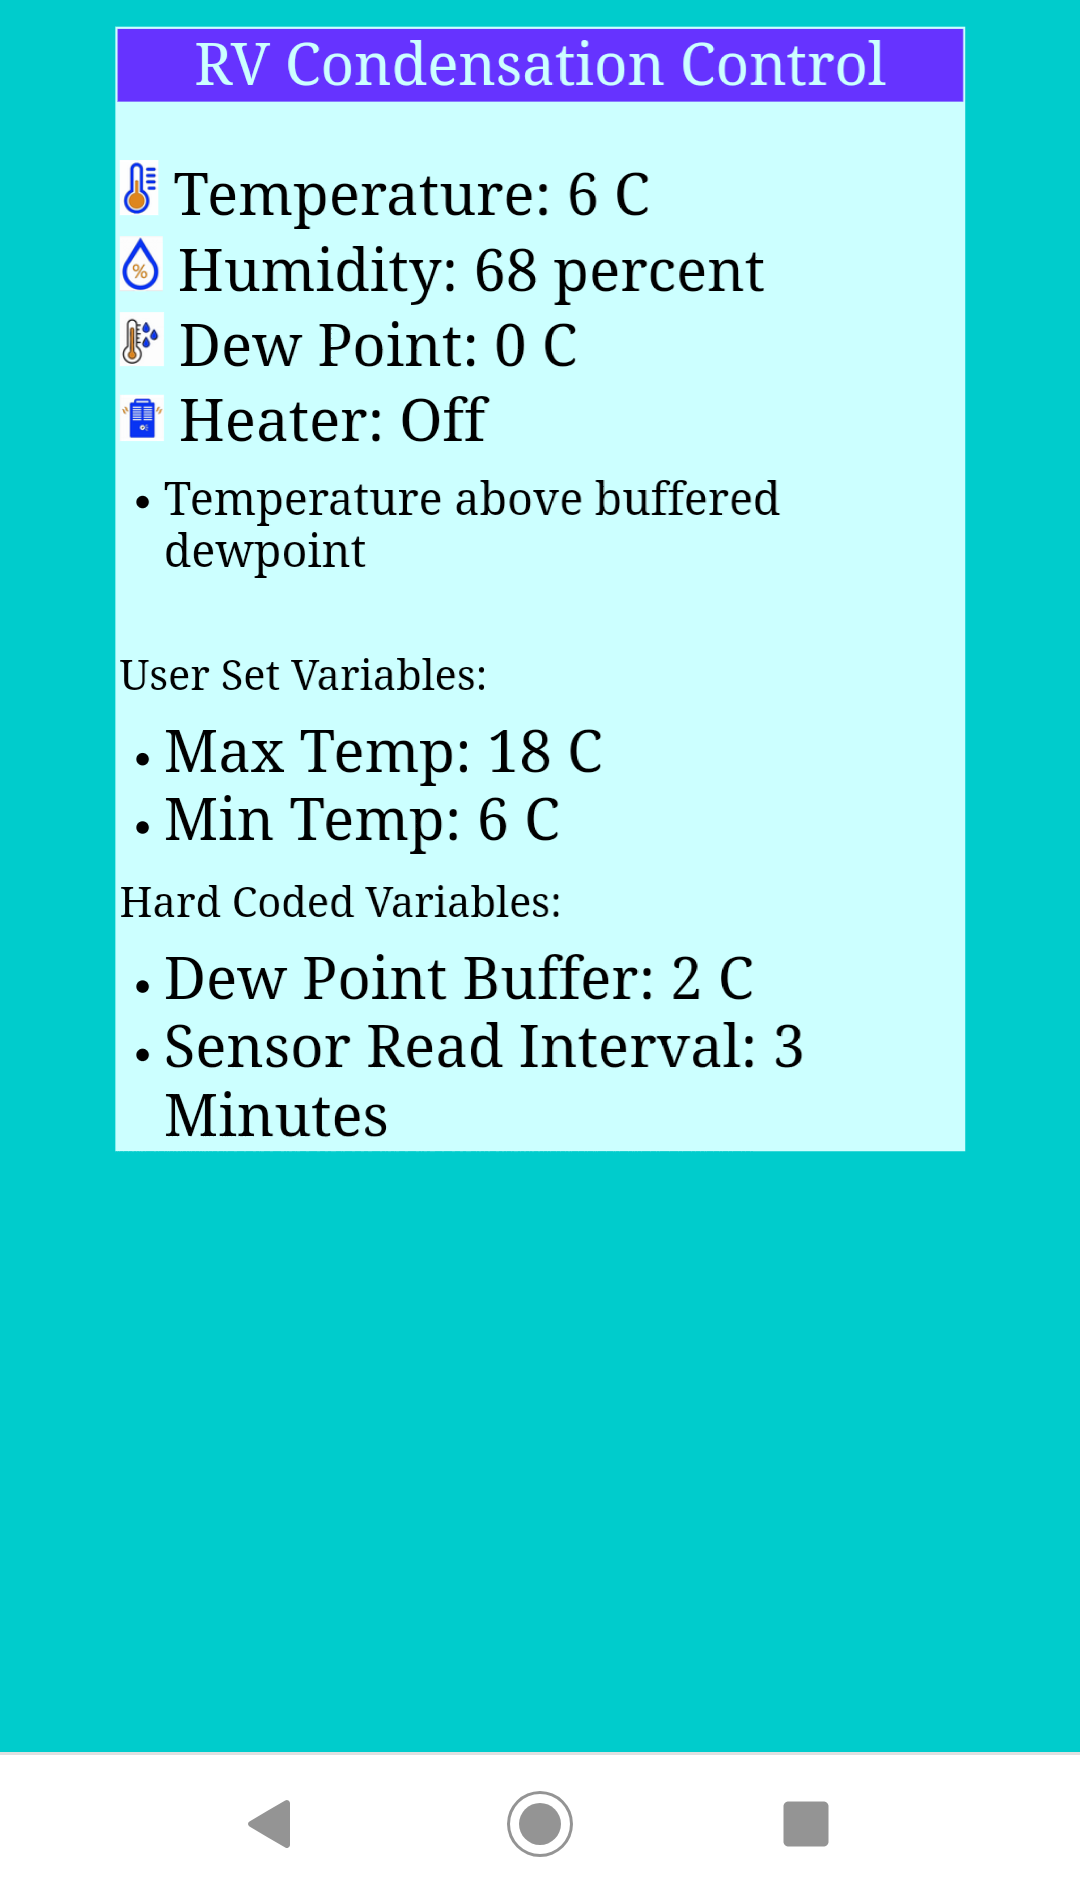 RV Condensation Control
Temperature: 6 C
%
Humidity: 68 percent
Dew Point: 0 C
Heater: Off
• Temperature above buffered
dewpoint
User Set Variables:
• Max Temp: 18 C
• Min Temp: 6 C
Hard Coded Variables:
• Dew Point Buffer: 2 C
• Sensor Read Interval: 3
Minutes